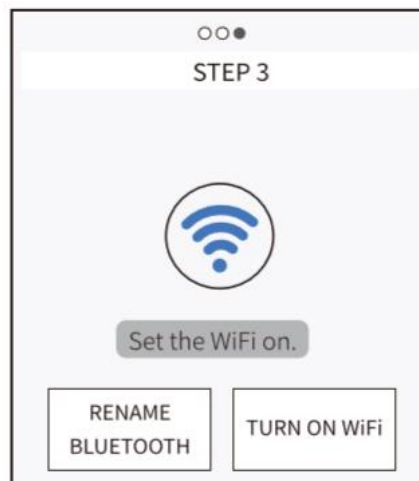 STEP 3
Set the WiFi on.
RENAME
BLUETOOTH
TURN ON WiFi